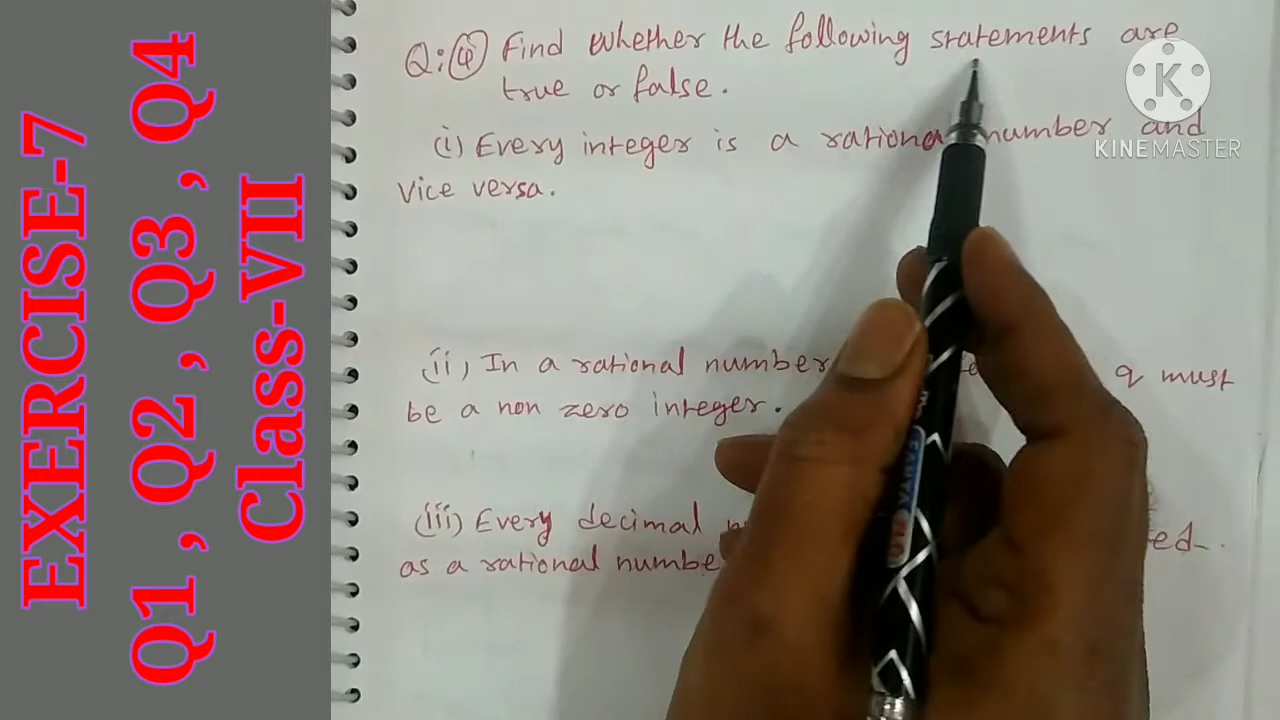 EXERCISE-7
Q1, Q2, Q3, Q4
Class-VII
Q:④ Find whether the following statements are
true or false.
(i) Every integer is a rational number and
vice versa.
(ii) In a rational number q must
be a non zero integer.
(iii) Every decimal
as a rational number
K
KINEMASTER